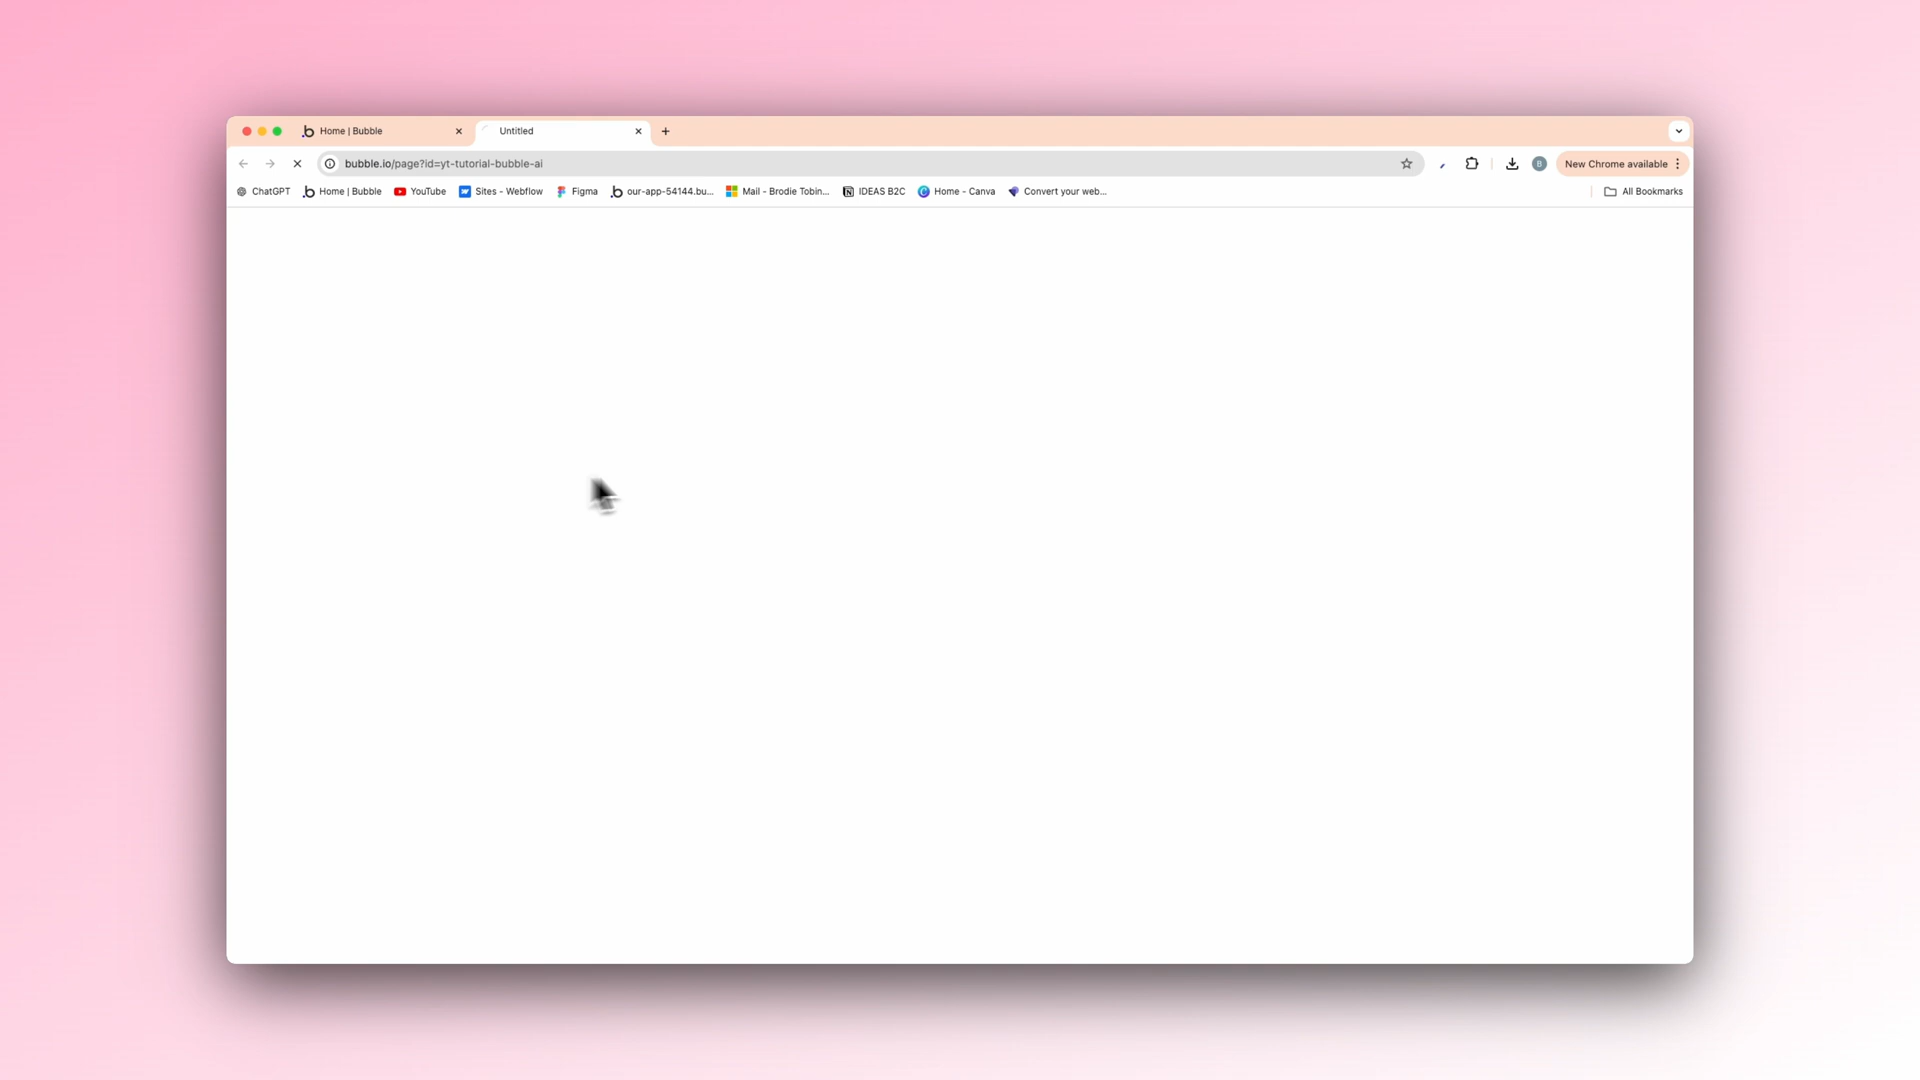 Home | Bubble
Untitled
bubble.io/page?id=yt-tutorial-bubble-ai
B
New Chrome available
ChatGPT
Home | Bubble
YouTube
Sites - Webflow
Figma
our-app-54144.bu...
Mail - Brodie Tobin...
IDEAS B2C
Home - Canva
Convert your web...
All Bookmarks